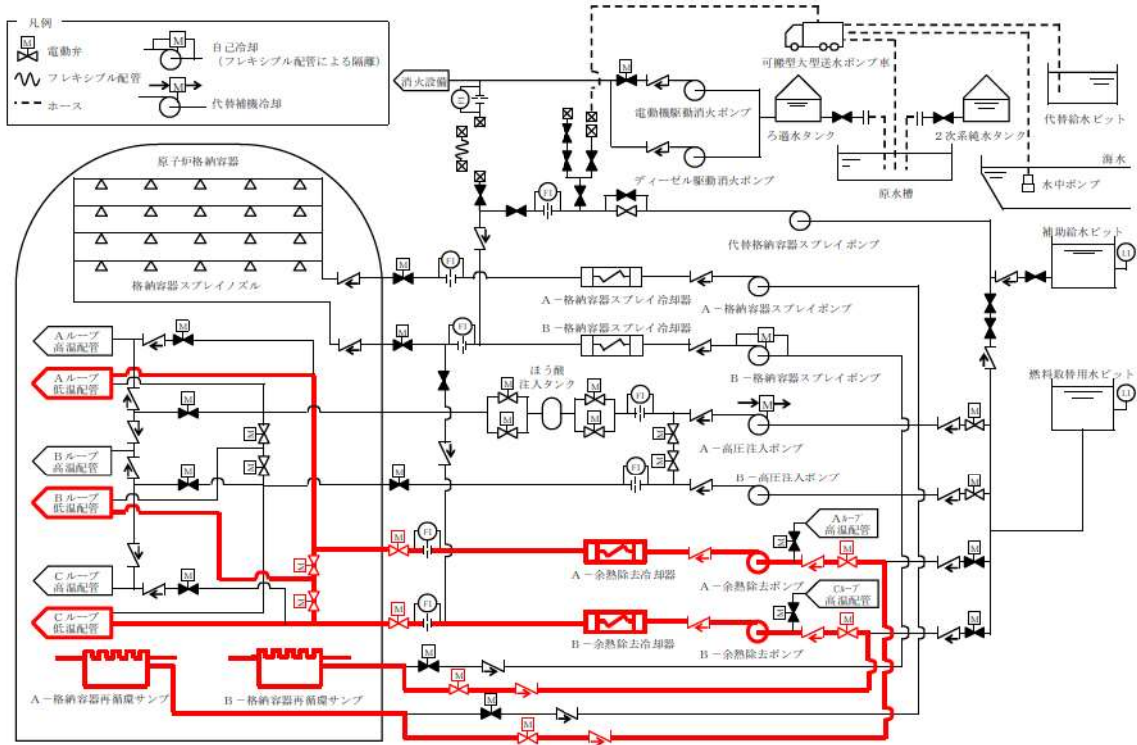 凡例
M
電動弁
フレキシブル配管
ホース
M
自己冷却
（フレキシブル配管による隔離）
M
代替補機冷却
消火設備
M
電動機駆動消火ポンプ
ディーゼル駆動消火ポンプ
可搬型大型送水ポンプ車
ろ過水タンク
2次系純水タンク
代替給水ピット
原水槽
海水
水中ポンプ
FI
代替格納容器スプレイポンプ
補助給水ピット
LI
原子炉格納容器
格納容器スプレイノズル
M
FI
A－格納容器スプレイ冷却器
A－格納容器スプレイポンプ
M
FI
B－格納容器スプレイ冷却器
M
B－格納容器スプレイポンプ
燃料取替用水ピット
LI
Aループ
高温配管
M
Aループ
低温配管
ほう酸
注入タンク
M
M
M
M
M
FI
M
A－高圧注入ポンプ
M
M
M
M
M
Bループ
高温配管
Bループ
低温配管
M
M
FI
B－高圧注入ポンプ
M
Cループ
高温配管
M
Cループ
低温配管
M
M
M
FI
A－余熱除去冷却器
A－余熱除去ポンプ
Aループ
高温配管
M
M
M
M
FI
B－余熱除去冷却器
B－余熱除去ポンプ
Cループ
高温配管
M
M
M
A－格納容器再循環サンプ
B－格納容器再循環サンプ
M
M
M
M